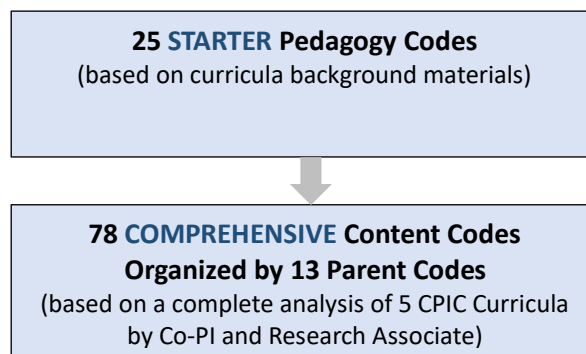 25 STARTER Pedagogy Codes
(based on curricula background materials)
78 COMPREHENSIVE Content Codes
Organized by 13 Parent Codes
(based on a complete analysis of 5 CPIC Curricula
by Co-PI and Research Associate)